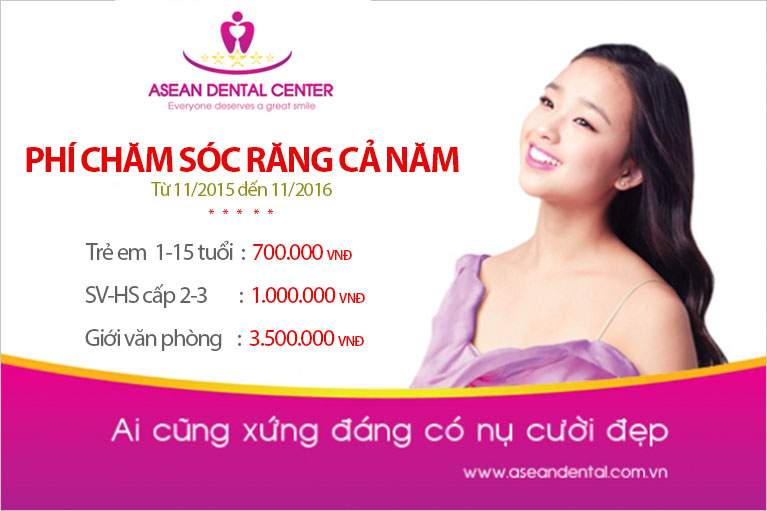 ASEAN DENTAL CENTER
Everyone deserves a great smile
PHÍ CHĂM SÓC RĂNG CẢ NĂM
Từ 11/2015 đến 11/2016
* * * * *
Trẻ em 1-15 tuổi : 700.000 VNĐ
SV-HS cấp 2-3 : 1.000.000 VNĐ
Giới văn phòng : 3.500.000 VNĐ
Ai cũng xứng đáng có nụ cười đẹp
www.aseandental.com.vn